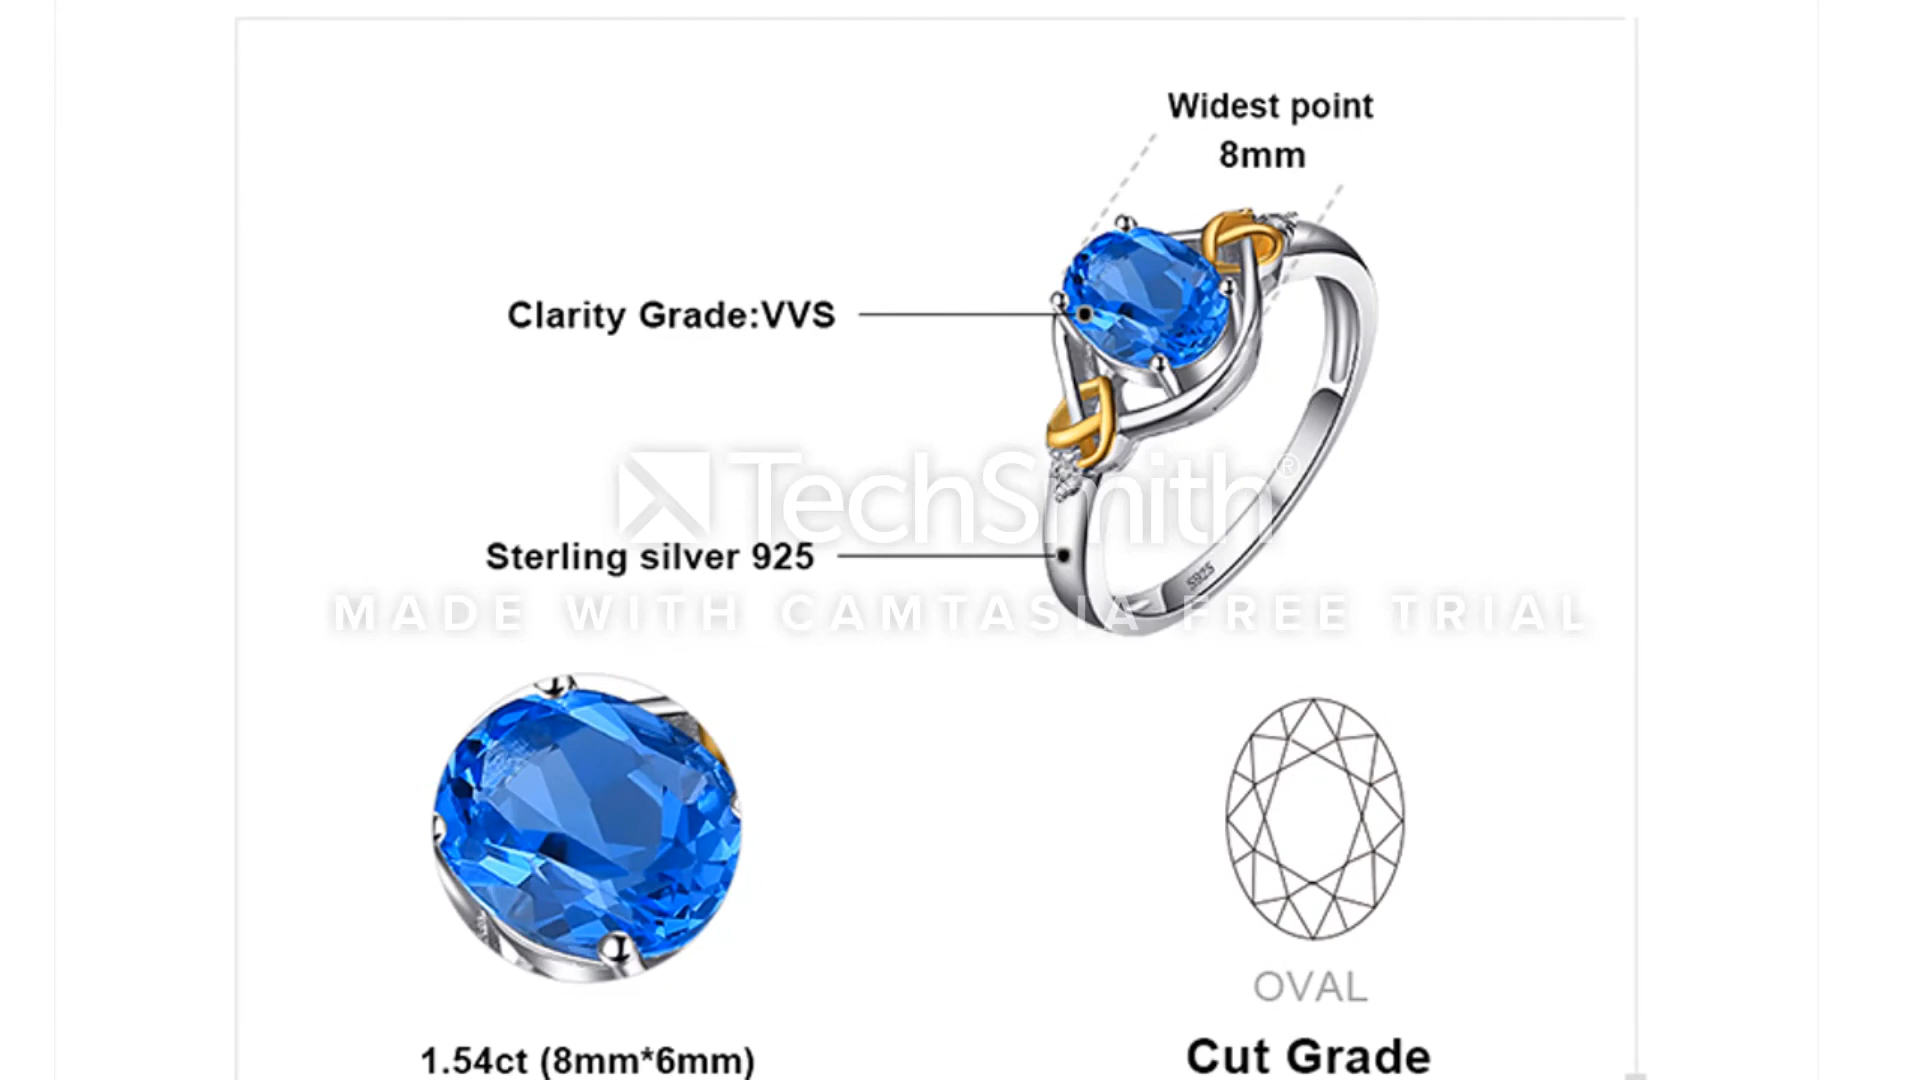 Widest point
8mm
Clarity Grade:VVS
TechSmith®
Sterling silver 925
S925
MADE WITH CAMTASIA FREE TRIAL
OVAL
1.54ct (8mm*6mm)
Cut Grade